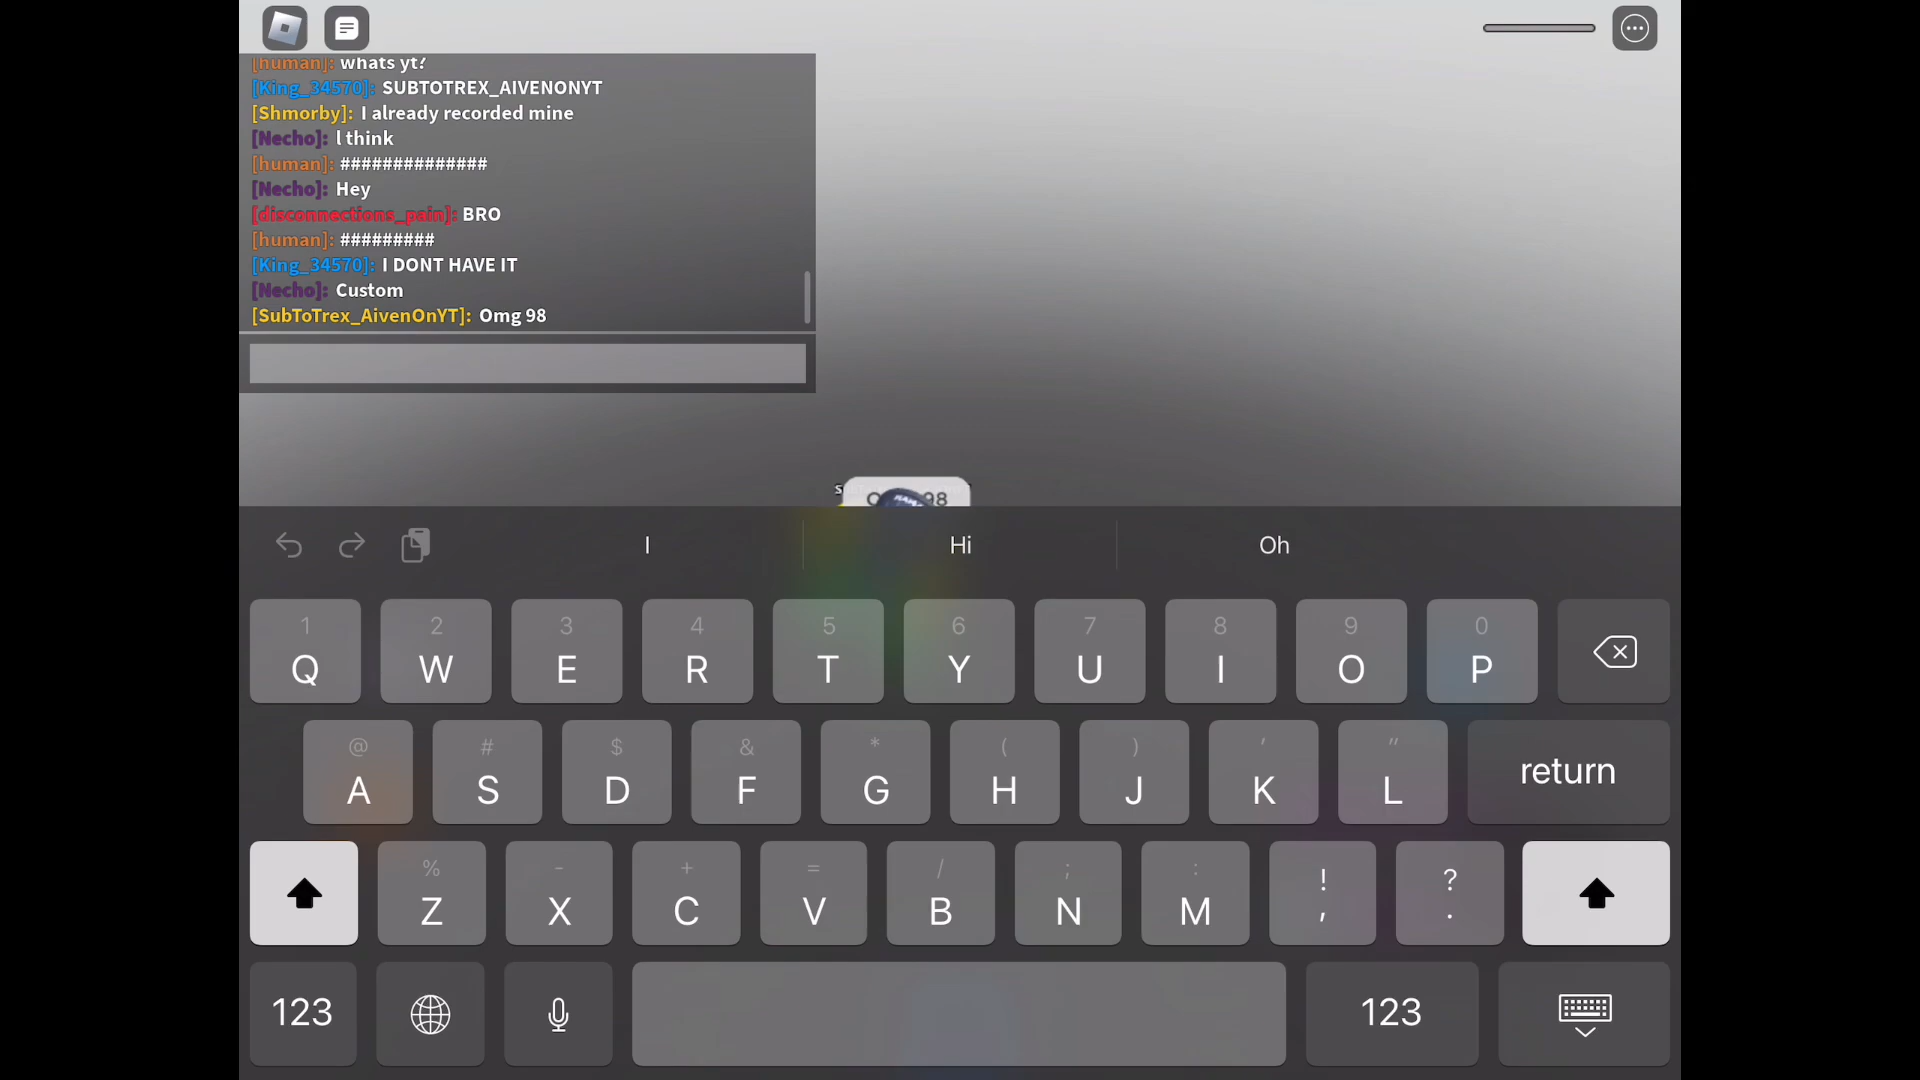 [human]: whats yt?
[King_34570]: SUBTOTREX_AIVENONYT
[Shmorby]: I already recorded mine
[Necho]: l think
[human]: ##############
[Necho]: Hey
[disconnections_pain]: BRO
[human]: #########
[King_34570]: I DONT HAVE IT
[Necho]: Custom
[SubToTrex_AivenOnYT]: Omg 98
98
I Hi Oh
1 2 3 4 5 6 7 8 9 0
Q W E R T Y U I O P
@ # $ & * ( ) ' "
A S D F G H J K L return
% - + = / ; : ! ?
Z X C V B N M , .
123 123